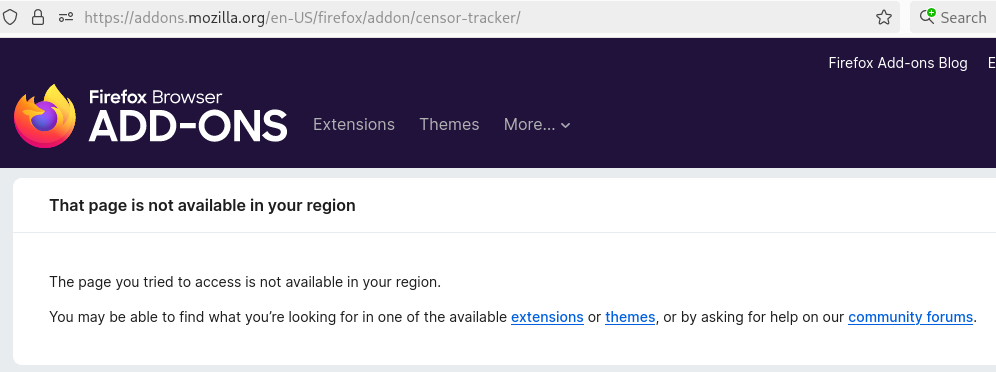 https://addons.mozilla.org/en-US/firefox/addon/censor-tracker/
Search
Firefox Add-ons Blog E
Firefox Browser
ADD-ONS
Extensions Themes More...
That page is not available in your region
The page you tried to access is not available in your region.
You may be able to find what you’re looking for in one of the available extensions or themes, or by asking for help on our community forums.